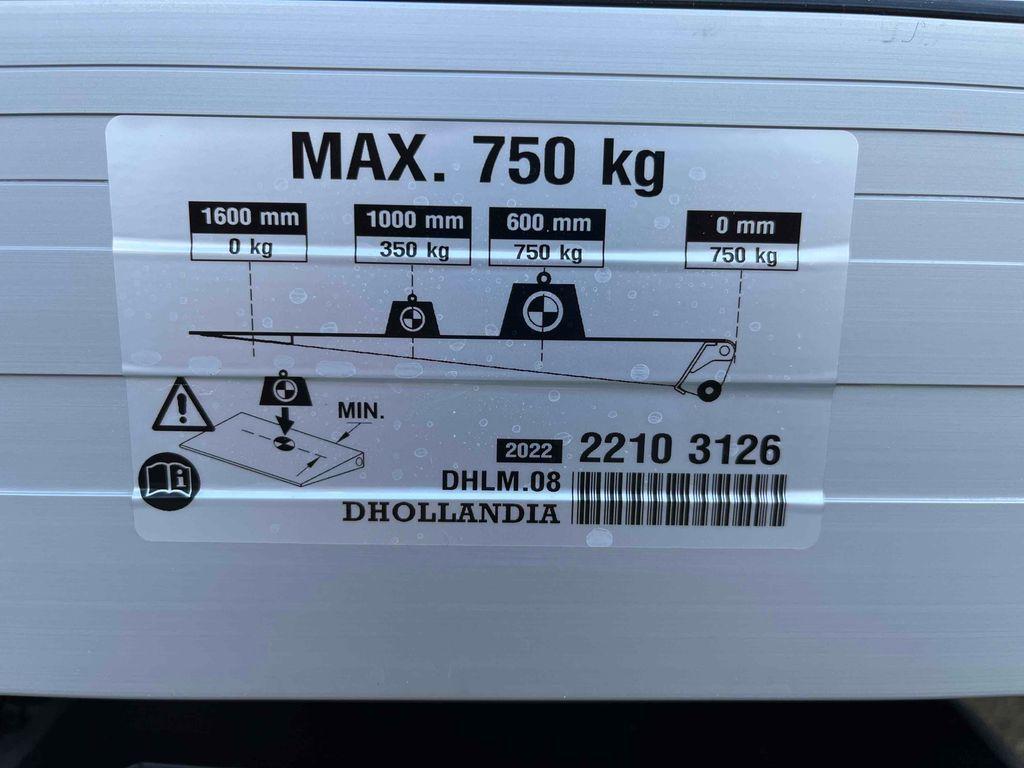 MAX. 750 kg
1600 mm 1000 mm 600 mm 0 mm
0 kg 350 kg 750 kg 750 kg
MIN.
2022 2210 3126
DHLM.08
DHOLLANDIA